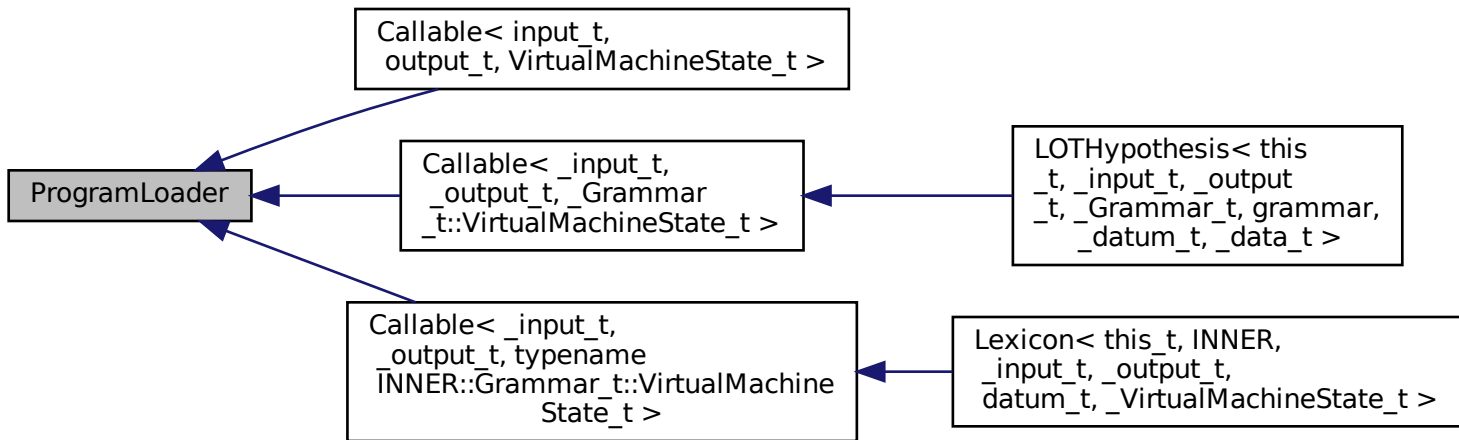 ProgramLoader
Callable< input_t,
output_t, VirtualMachineState_t >
Callable< _input_t,
_output_t, _Grammar
_t::VirtualMachineState_t >
LOTHypothesis< this
_t, _input_t, _output
_t, _Grammar_t, grammar,
_datum_t, _data_t >
Callable< _input_t,
_output_t, typename
INNER::Grammar_t::VirtualMachine
State_t >
Lexicon< this_t, INNER,
_input_t, _output_t,
datum_t, _VirtualMachineState_t >